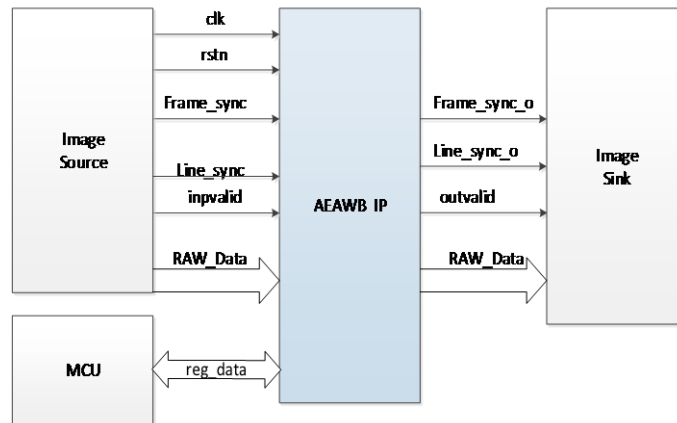 clk
rstn
Frame_sync
Line_sync
inpvalid
RAW_Data
Image
Source
AEAWB IP
Frame_sync_o
Line_sync_o
outvalid
RAW_Data
Image
Sink
MCU
reg_data